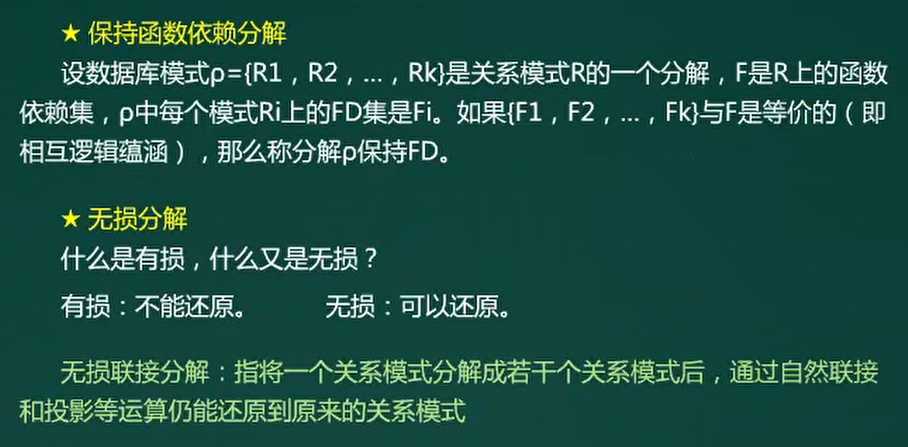 ★ 保持函数依赖分解
设数据库模式ρ={R1，R2，…，Rk}是关系模式R的一个分解，F是R上的函数
依赖集，ρ中每个模式Ri上的FD集是Fi。如果{F1，F2，…，Fk}与F是等价的（即
相互逻辑蕴涵），那么称分解ρ保持FD。
★ 无损分解
什么是有损，什么又是无损？
有损：不能还原。 无损：可以还原。
无损联接分解：指将一个关系模式分解成若干个关系模式后，通过自然联接
和投影等运算仍能还原到原来的关系模式